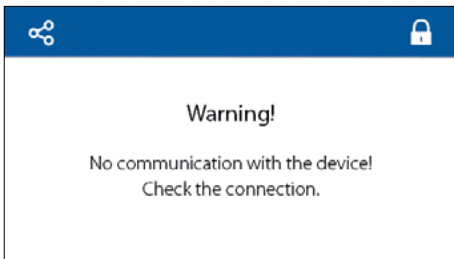 Warning!
No communication with the device!
Check the connection.